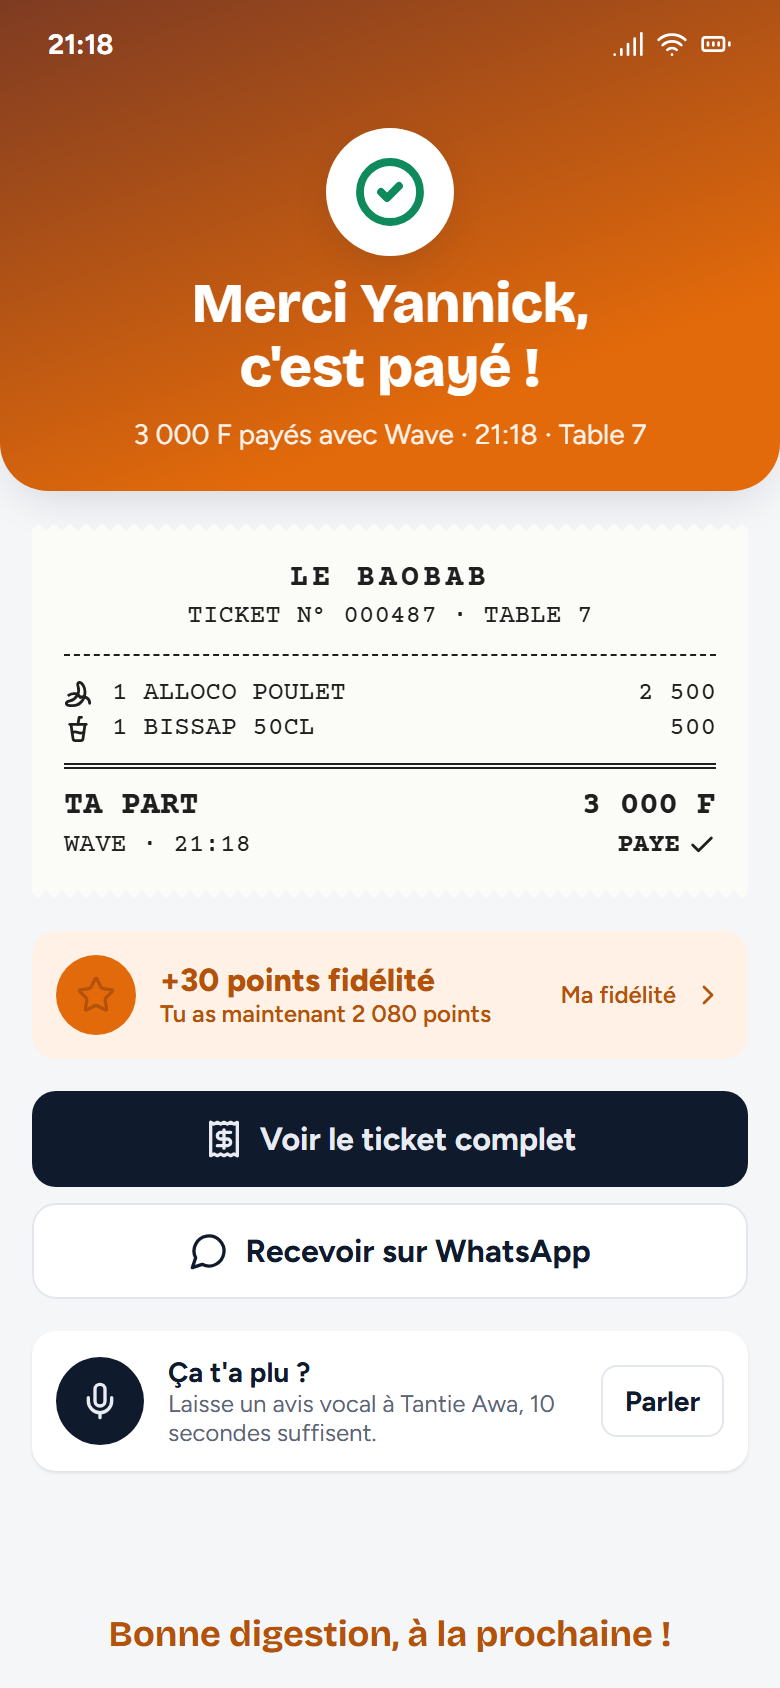 21:18
Merci Yannick,
c'est payé !
3 000 F payés avec Wave · 21:18 · Table 7
LE BAOBAB
TICKET N° 000487 · TABLE 7
1 ALLOCO POULET 2 500
1 BISSAP 50CL 500
TA PART 3 000 F
WAVE · 21:18 PAYE
+30 points fidélité
Tu as maintenant 2 080 points
Ma fidélité
Voir le ticket complet
Recevoir sur WhatsApp
Ça t'a plu ?
Laisse un avis vocal à Tantie Awa, 10
secondes suffisent.
Parler
Bonne digestion, à la prochaine !